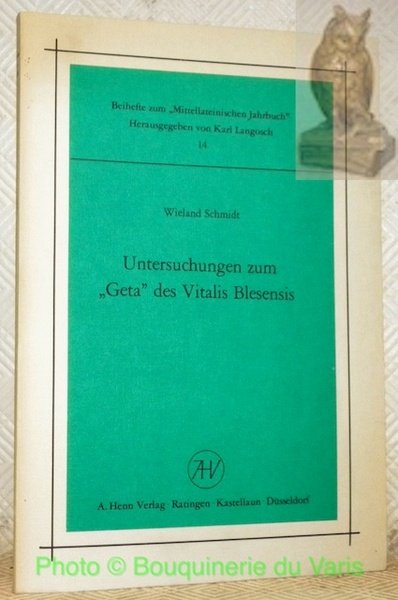 Beihefte zum „Mittellateinischen Jahrbuch"
Herausgegeben von Karl Langosch
14
Wieland Schmidt
Untersuchungen zum
„Geta” des Vitalis Blesensis
AHV
A. Henn Verlag Ratingen Kastellaun Düsseldorf
Photo © Bouquinerie du Varis